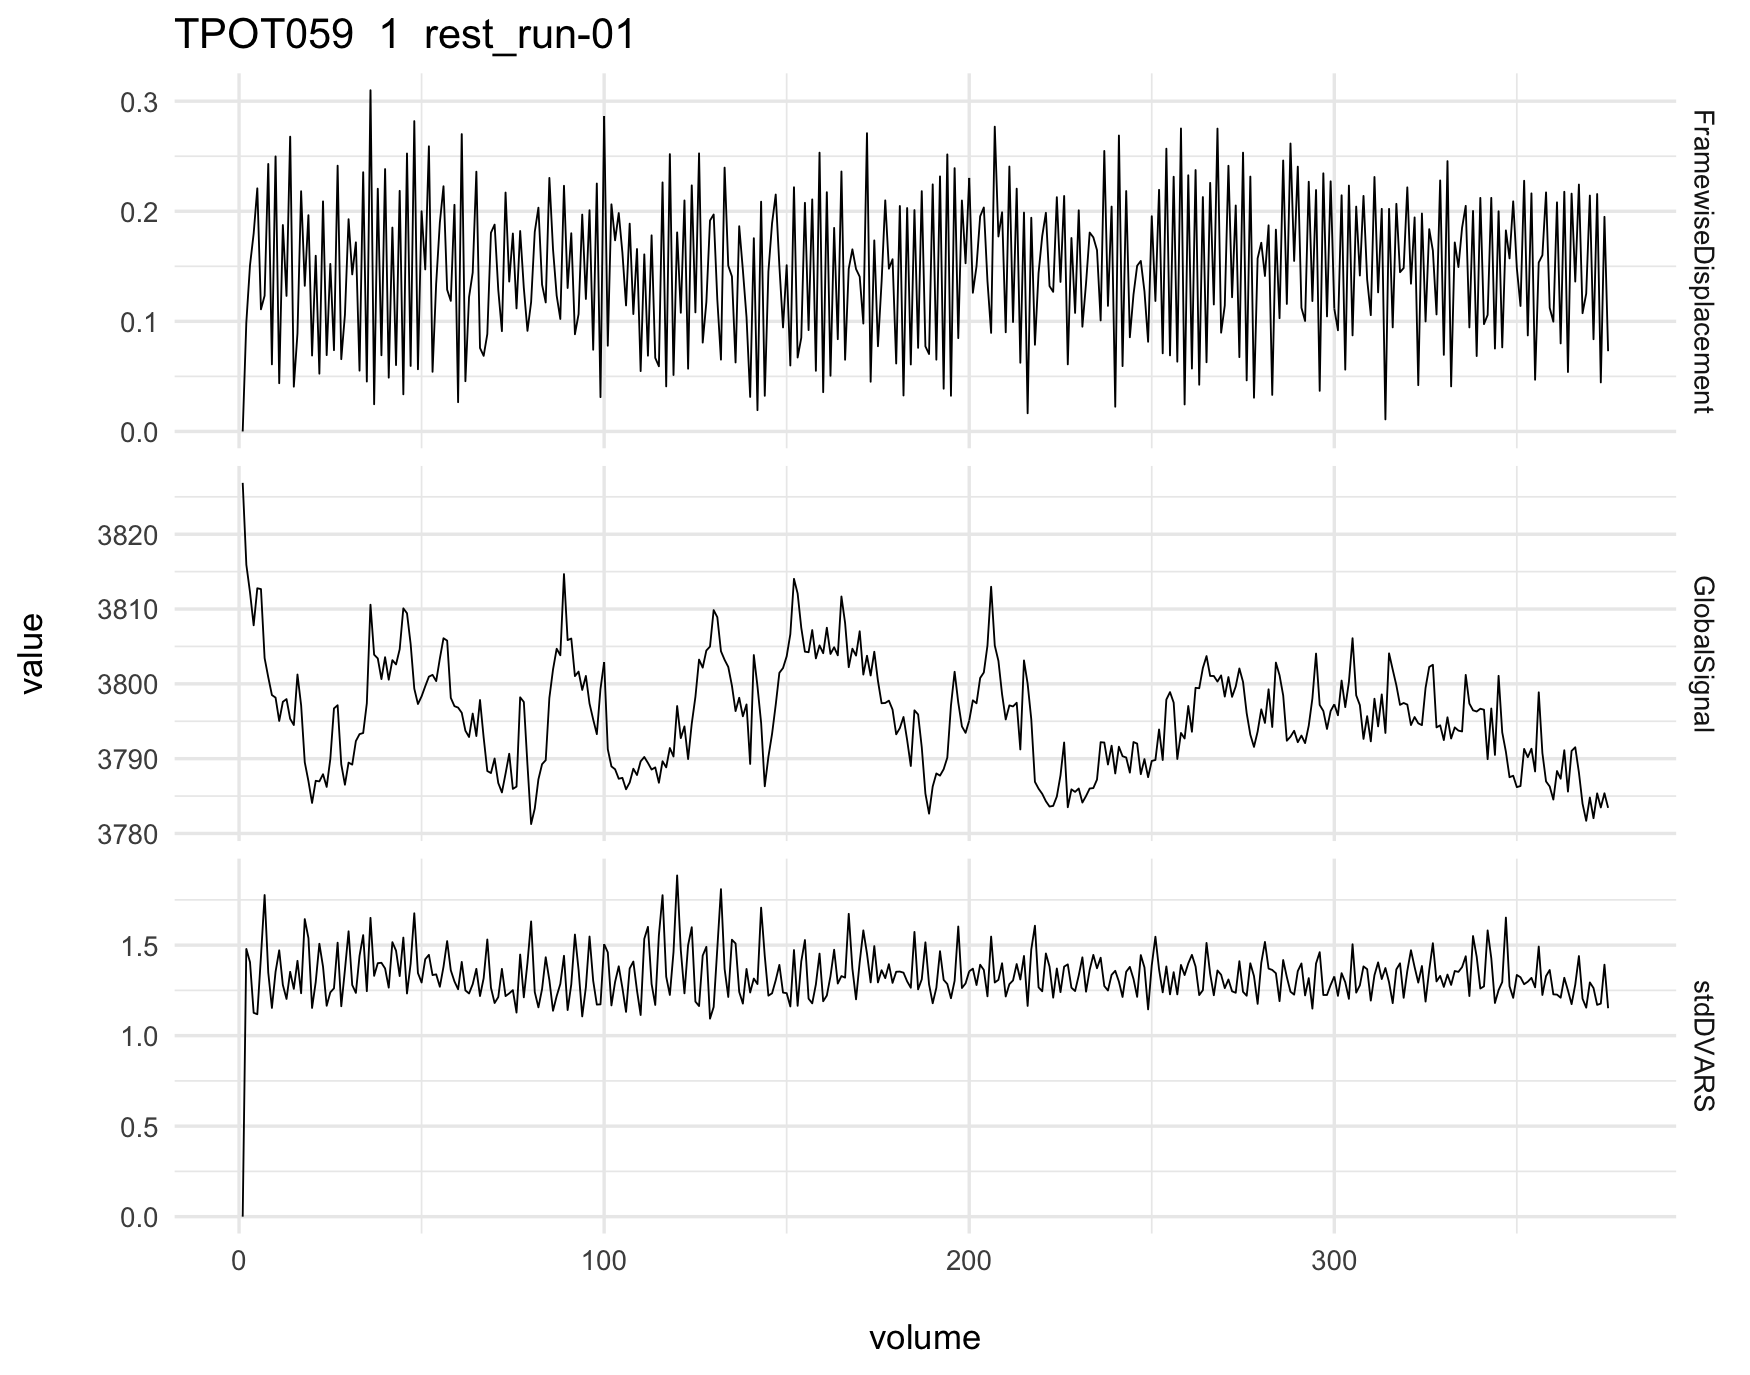 TPOT059 1 rest_run-01
0.3
0.2
0.1
0.0
FramewiseDisplacement
3820
3810
3800
3790
3780
GlobalSignal
value
1.5
1.0
0.5
0.0
stdDVARS
0 100 200 300
volume